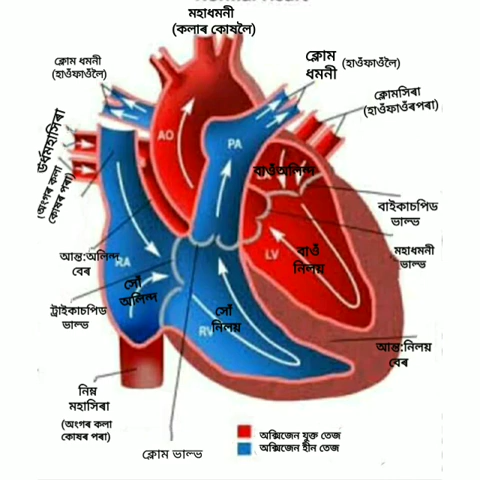 মহাধমনী
(কলাৰ কোষলৈ)
ক্লোম ধমনী
(হাওঁফাওঁলৈ)
ক্লোম
ধমনী
(হাওঁফাওঁলৈ)
ক্লোমসিৰা
(হাওঁফাওঁৰপৰা)
উৰ্ধমহাসিৰা
(অংগৰ কলা
কোষৰ পৰা)
AO
PA
বাওঁঅলিন্দ
বাইকাচপিড
ভাল্ভ
মহাধমনী
ভাল্ভ
LV
বাওঁ
নিলয়
আন্ত:অলিন্দ
বেৰ
RA
সোঁ
অলিন্দ
ট্ৰাইকাচপিড
ভাল্ভ
সোঁ
নিলয়
RV
আন্ত:নিলয়
বেৰ
নিম্ন
মহাসিৰা
(অংগৰ কলা
কোষৰ পৰা)
ক্লোম ভাল্ভ
অক্সিজেন যুক্ত তেজ
অক্সিজেন হীন তেজ